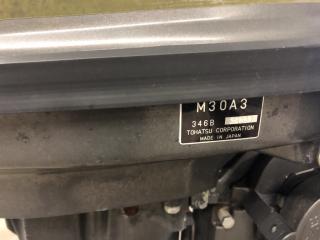 M30A3
346B
TOHATSU CORPORATION
MADE IN JAPAN